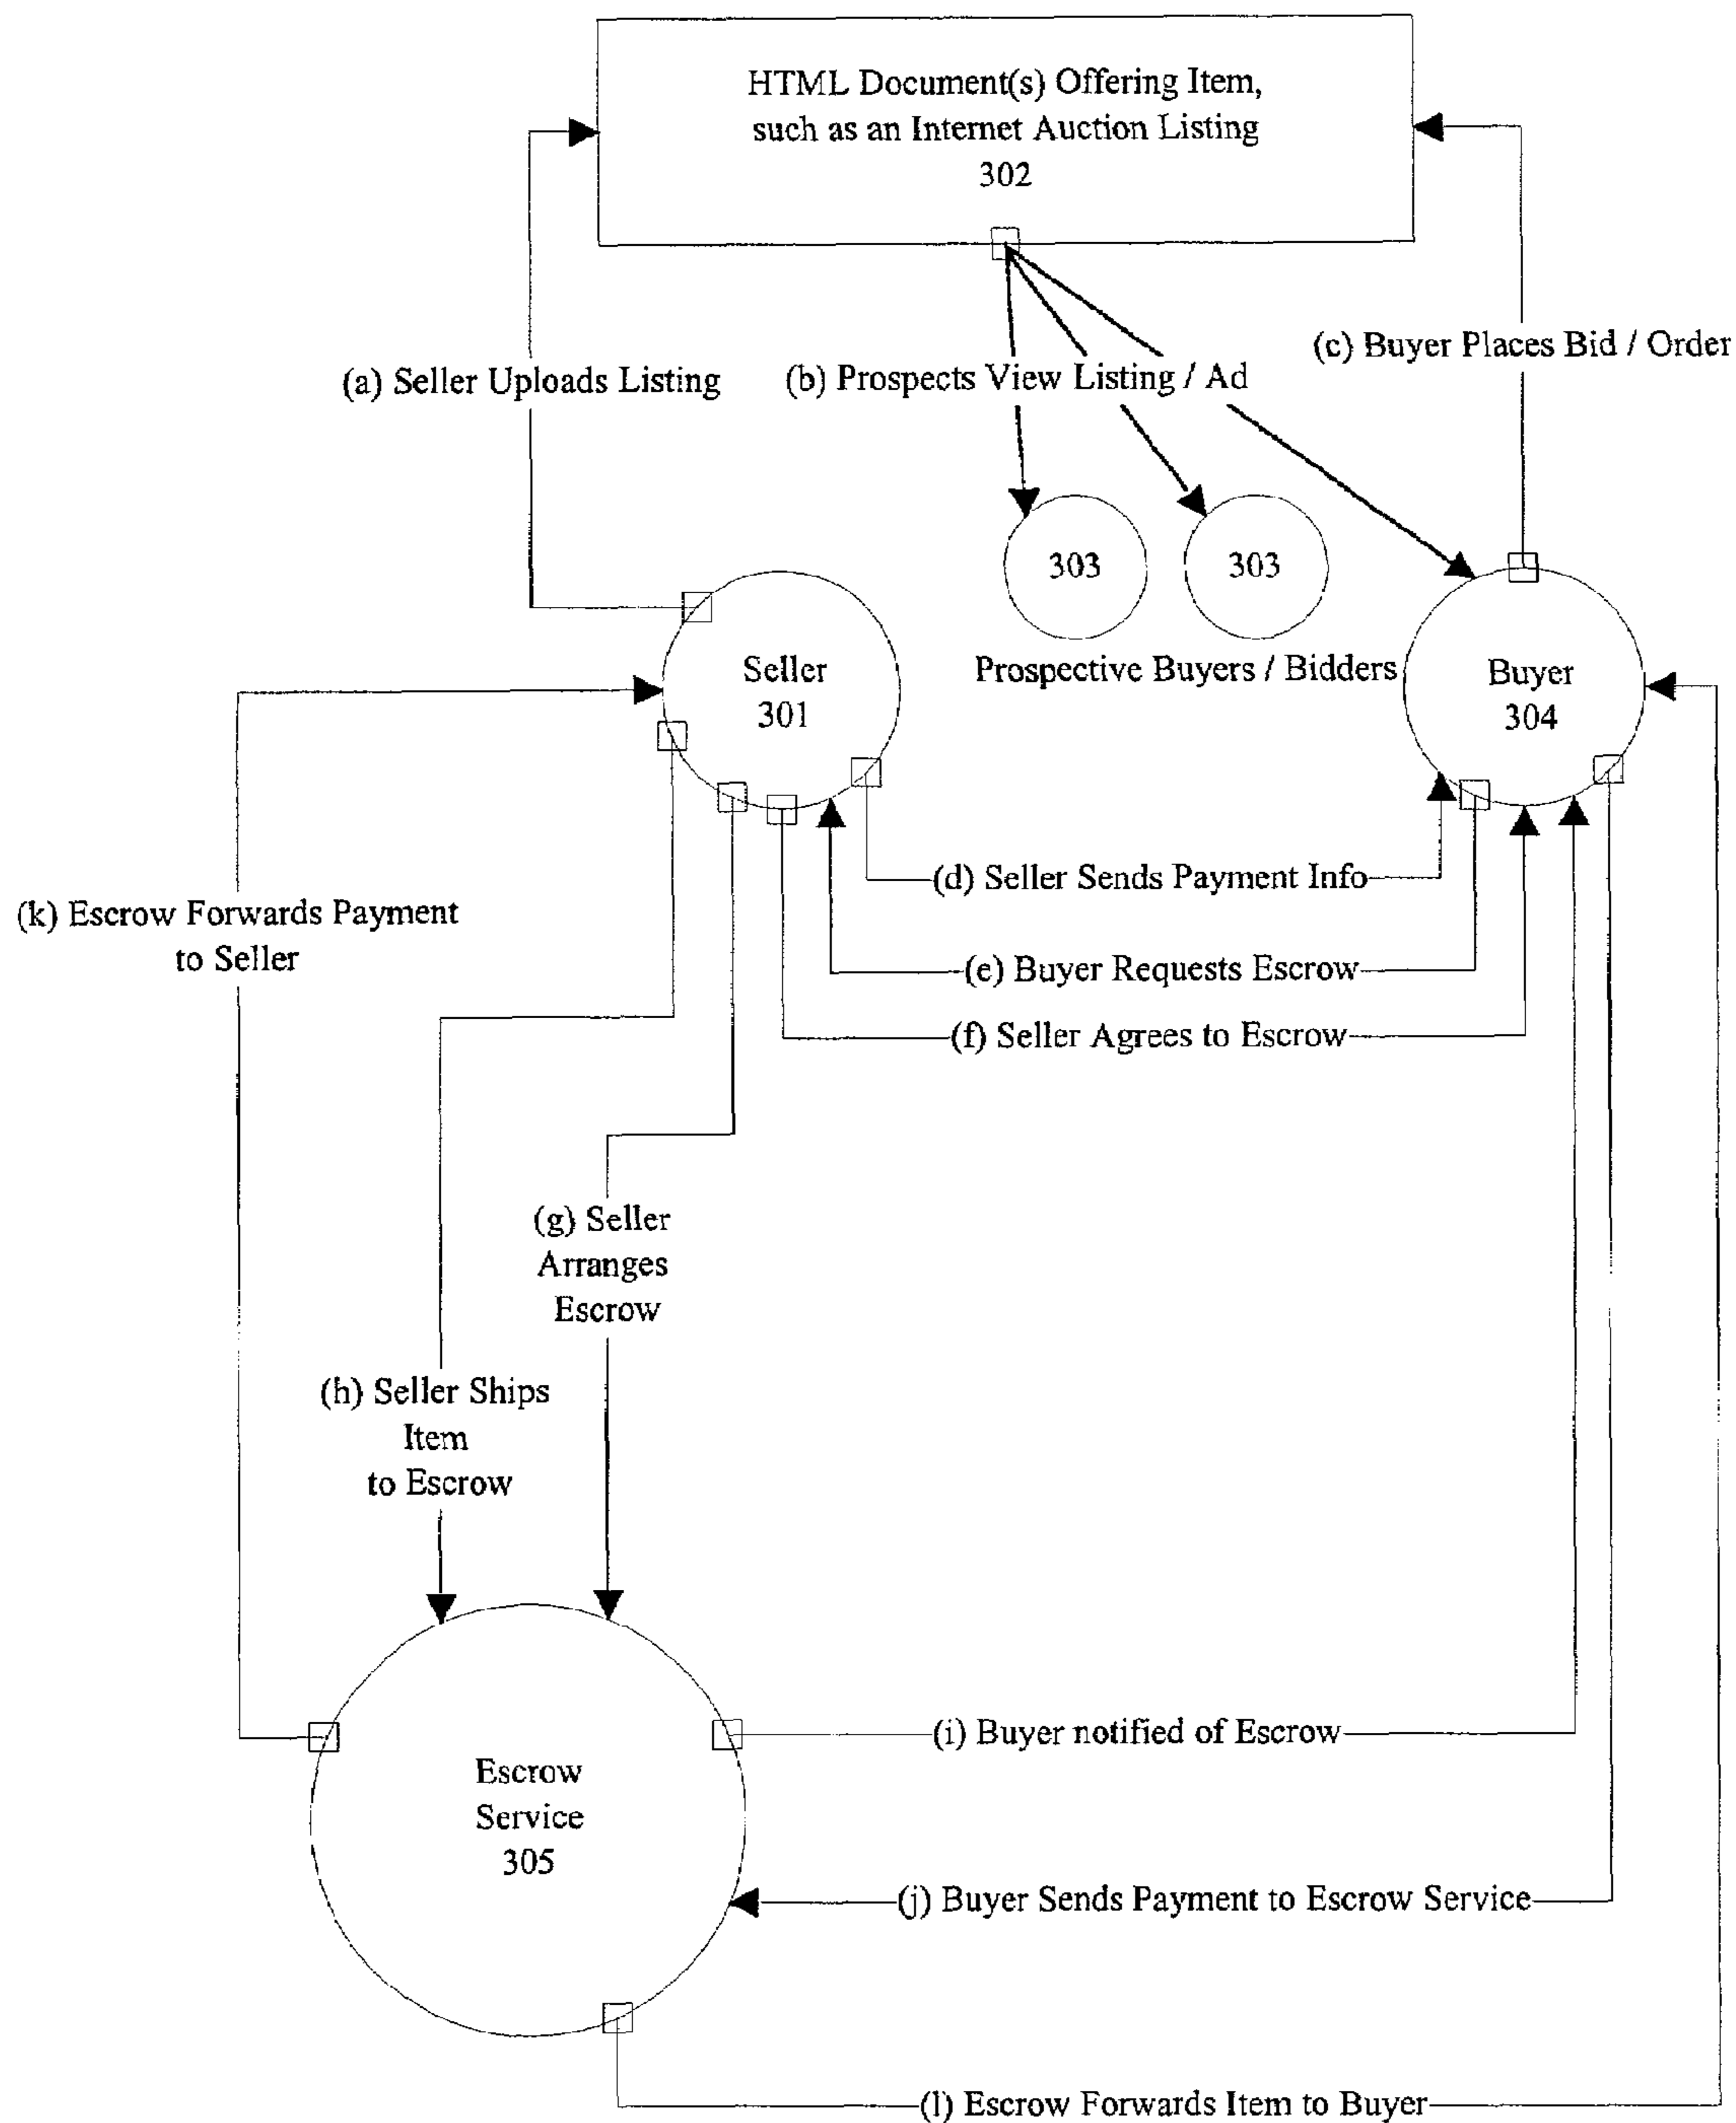 HTML Document(s) Offering Item,
such as an Internet Auction Listing
302
(c) Buyer Places Bid / Order
(a) Seller Uploads Listing
(b) Prospects View Listing / Ad
303
303
Prospective Buyers / Bidders
Seller
301
Buyer
304
(d) Seller Sends Payment Info
(k) Escrow Forwards Payment
to Seller
(e) Buyer Requests Escrow
(f) Seller Agrees to Escrow
(g) Seller
Arranges
Escrow
(h) Seller Ships
Item
to Escrow
(i) Buyer notified of Escrow
Escrow
Service
305
(j) Buyer Sends Payment to Escrow Service
(l) Escrow Forwards Item to Buyer